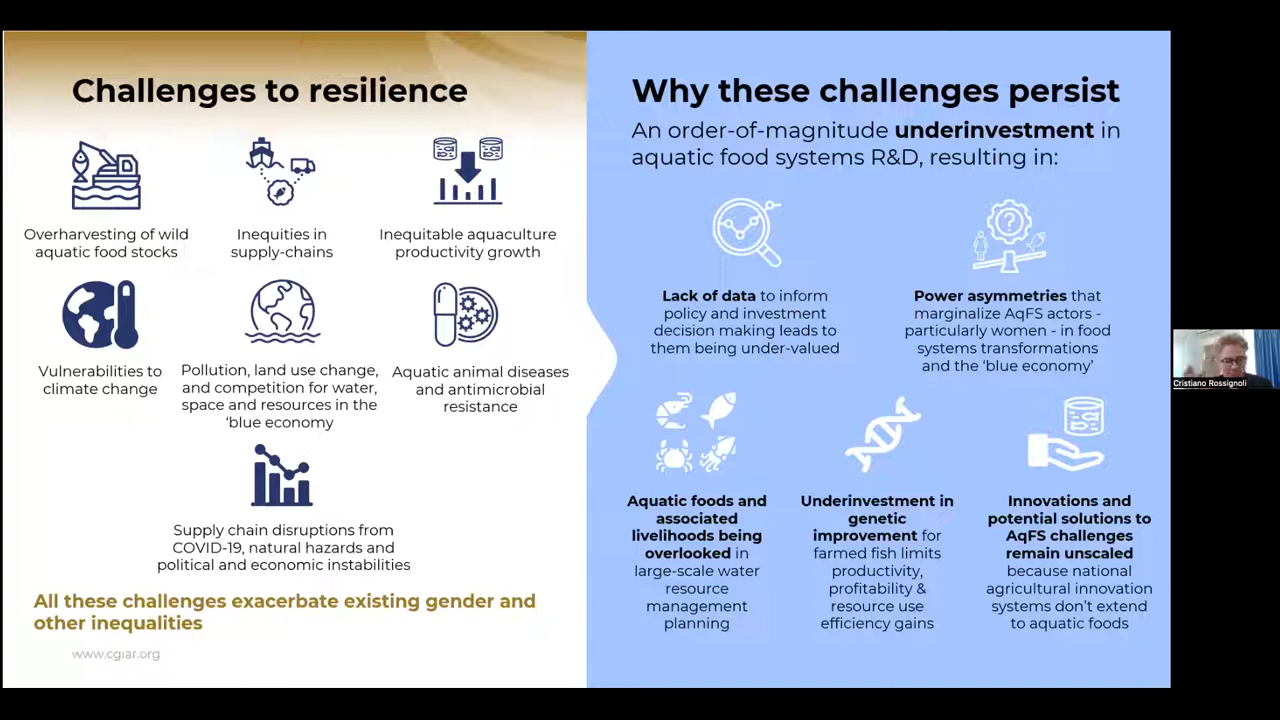 Challenges to resilience
Overharvesting of wild
aquatic food stocks
Inequities in
supply-chains
Inequitable aquaculture
productivity growth
Vulnerabilities to
climate change
Pollution, land use change,
and competition for water,
space and resources in the
‘blue economy
Aquatic animal diseases
and antimicrobial
resistance
Supply chain disruptions from
COVID-19, natural hazards and
political and economic instabilities
All these challenges exacerbate existing gender and
other inequalities
www.cgiar.org
Why these challenges persist
An order-of-magnitude underinvestment in
aquatic food systems R&D, resulting in:
Lack of data to inform
policy and investment
decision making leads to
them being under-valued
Power asymmetries that
marginalize AqFS actors -
particularly women - in food
systems transformations
and the ‘blue economy’
Aquatic foods and
associated
livelihoods being
overlooked in
large-scale water
resource
management
planning
Underinvestment in
genetic
improvement for
farmed fish limits
productivity,
profitability &
resource use
efficiency gains
Innovations and
potential solutions to
AqFS challenges
remain unscaled
because national
agricultural innovation
systems don’t extend
to aquatic foods
?
Cristiano Rossignoli